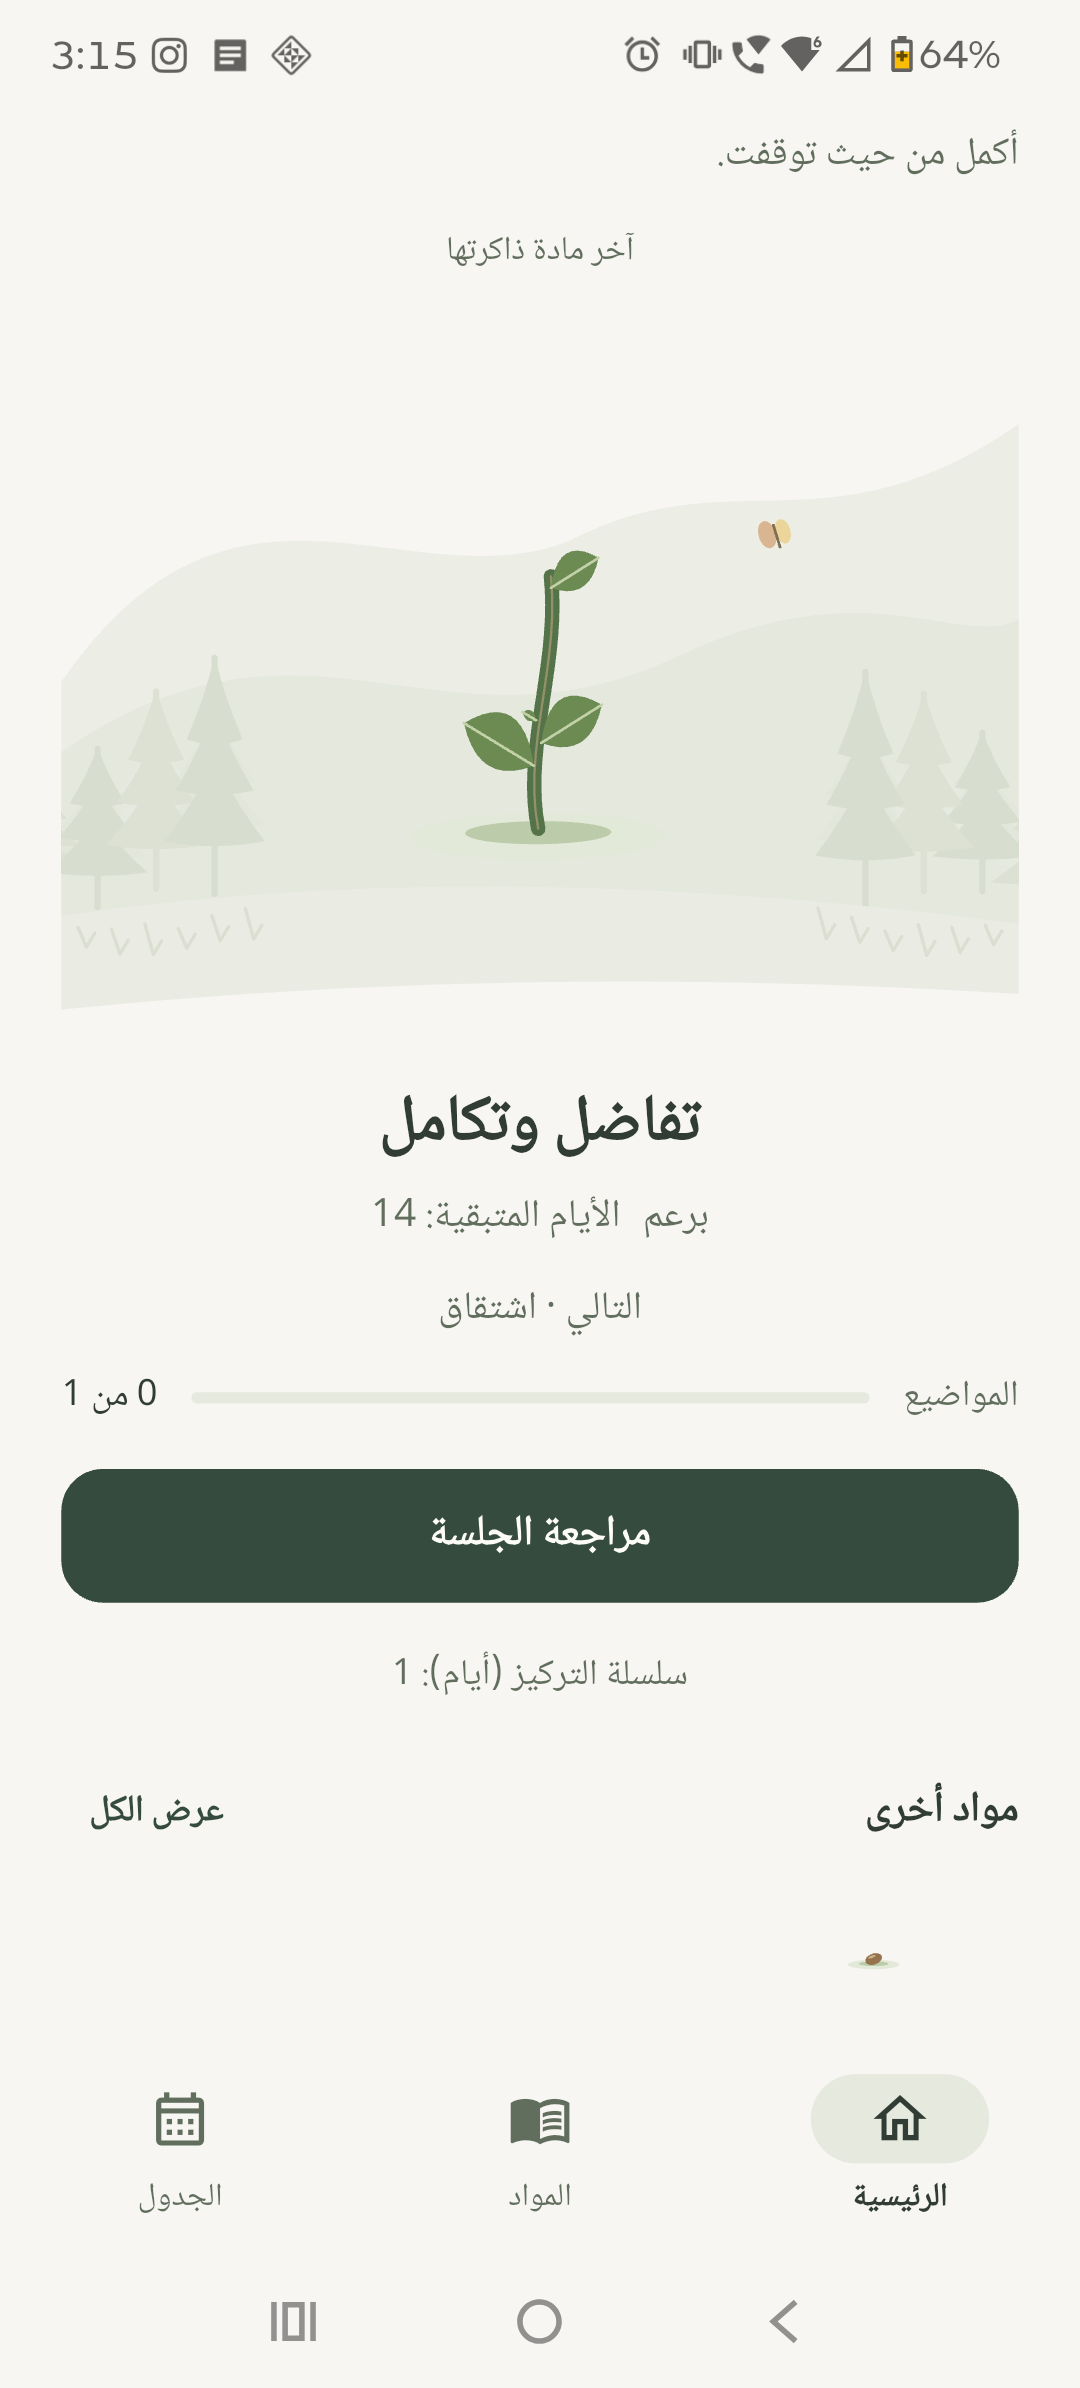 3:15
64%
أكمل من حيث توقفت.
آخر مادة ذاكرتها
تفاضل وتكامل
برعم الأيام المتبقية: 14
التالي · اشتقاق
المواضيع 0 من 1
مراجعة الجلسة
سلسلة التركيز (أيام): 1
مواد أخرى عرض الكل
الرئيسية المواد الجدول